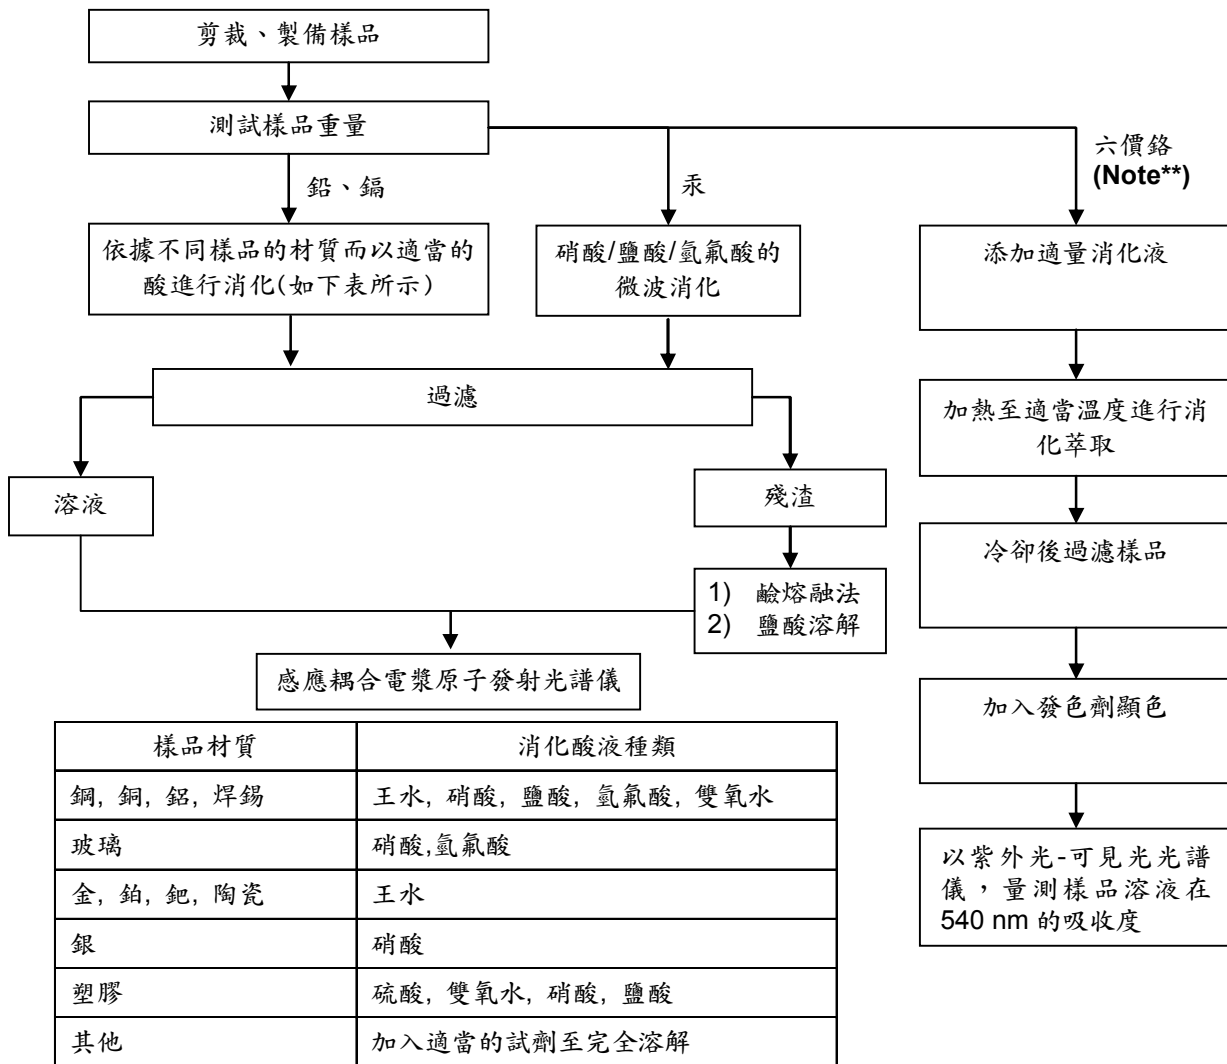 剪裁、製備樣品
測試樣品重量
鉛、鎘
汞
六價鉻
(Note**)
依據不同樣品的材質而以適當的
酸進行消化(如下表所示)
硝酸/鹽酸/氫氟酸的
微波消化
添加適量消化液
過濾
加熱至適當溫度進行消
化萃取
溶液
殘渣
冷卻後過濾樣品
1) 鹼熔融法
2) 鹽酸溶解
感應耦合電漿原子發射光譜儀
加入發色劑顯色
以紫外光-可見光光譜
儀，量測樣品溶液在
540 nm 的吸收度
樣品材質 消化酸液種類
鋼, 銅, 鋁, 焊錫 王水, 硝酸, 鹽酸, 氫氟酸, 雙氧水
玻璃 硝酸,氫氟酸
金, 鉑, 鈀, 陶瓷 王水
銀 硝酸
塑膠 硫酸, 雙氧水, 硝酸, 鹽酸
其他 加入適當的試劑至完全溶解